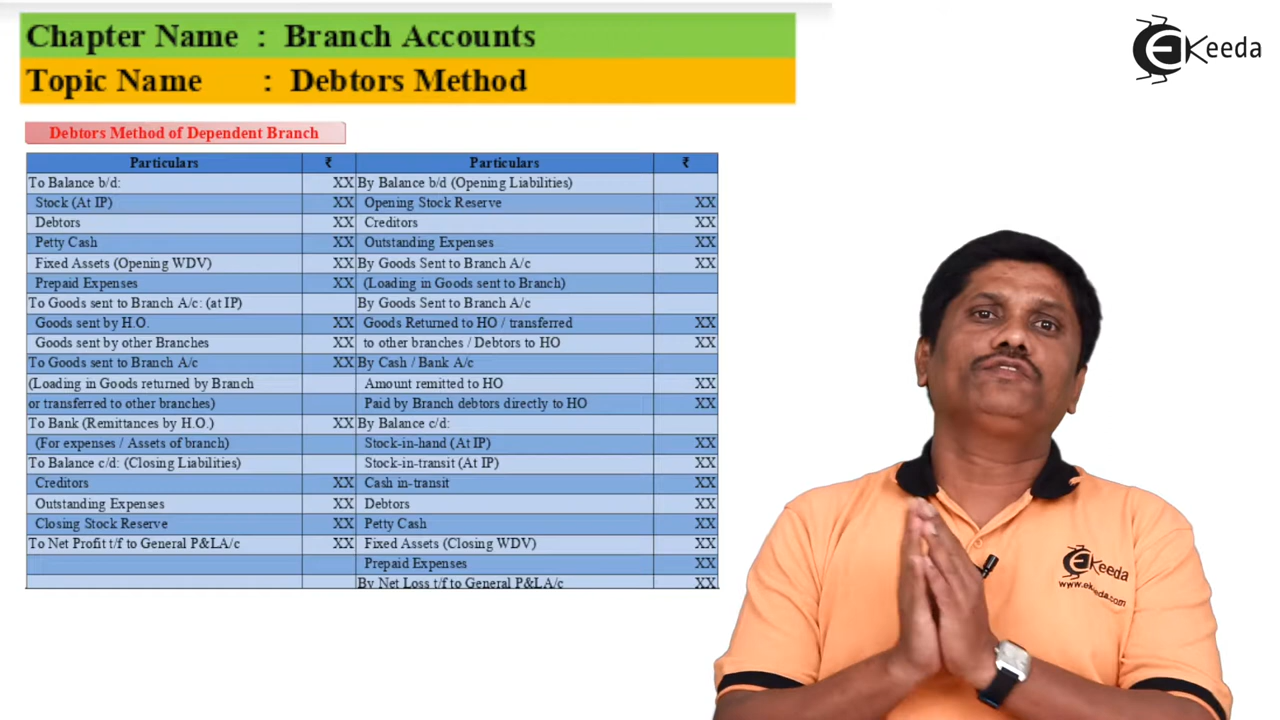 Chapter Name : Branch Accounts
Topic Name : Debtors Method
EKeeda
Debtors Method of Dependent Branch
Particulars ₹ Particulars ₹
To Balance b/d: XX By Balance b/d (Opening Liabilities)
Stock (At IP) XX Opening Stock Reserve XX
Debtors XX Creditors XX
Petty Cash XX Outstanding Expenses XX
Fixed Assets (Opening WDV) XX By Goods Sent to Branch A/c XX
Prepaid Expenses XX (Loading in Goods sent to Branch)
To Goods sent to Branch A/c: (at IP) By Goods Sent to Branch A/c
Goods sent by H.O. XX Goods Returned to HO / transferred XX
Goods sent by other Branches XX to other branches / Debtors to HO XX
To Goods sent to Branch A/c XX By Cash / Bank A/c
(Loading in Goods returned by Branch Amount remitted to HO XX
or transferred to other branches) Paid by Branch debtors directly to HO XX
To Bank (Remittances by H.O.) XX By Balance c/d:
(For expenses / Assets of branch) Stock-in-hand (At IP) XX
To Balance c/d: (Closing Liabilities) Stock-in-transit (At IP) XX
Creditors XX Cash in-transit XX
Outstanding Expenses XX Debtors XX
Closing Stock Reserve XX Petty Cash XX
To Net Profit t/f to General P&LA/c XX Fixed Assets (Closing WDV) XX
Prepaid Expenses XX
By Net Loss t/f to General P&LA/c XX
EKeeda
www.ekeeda.com